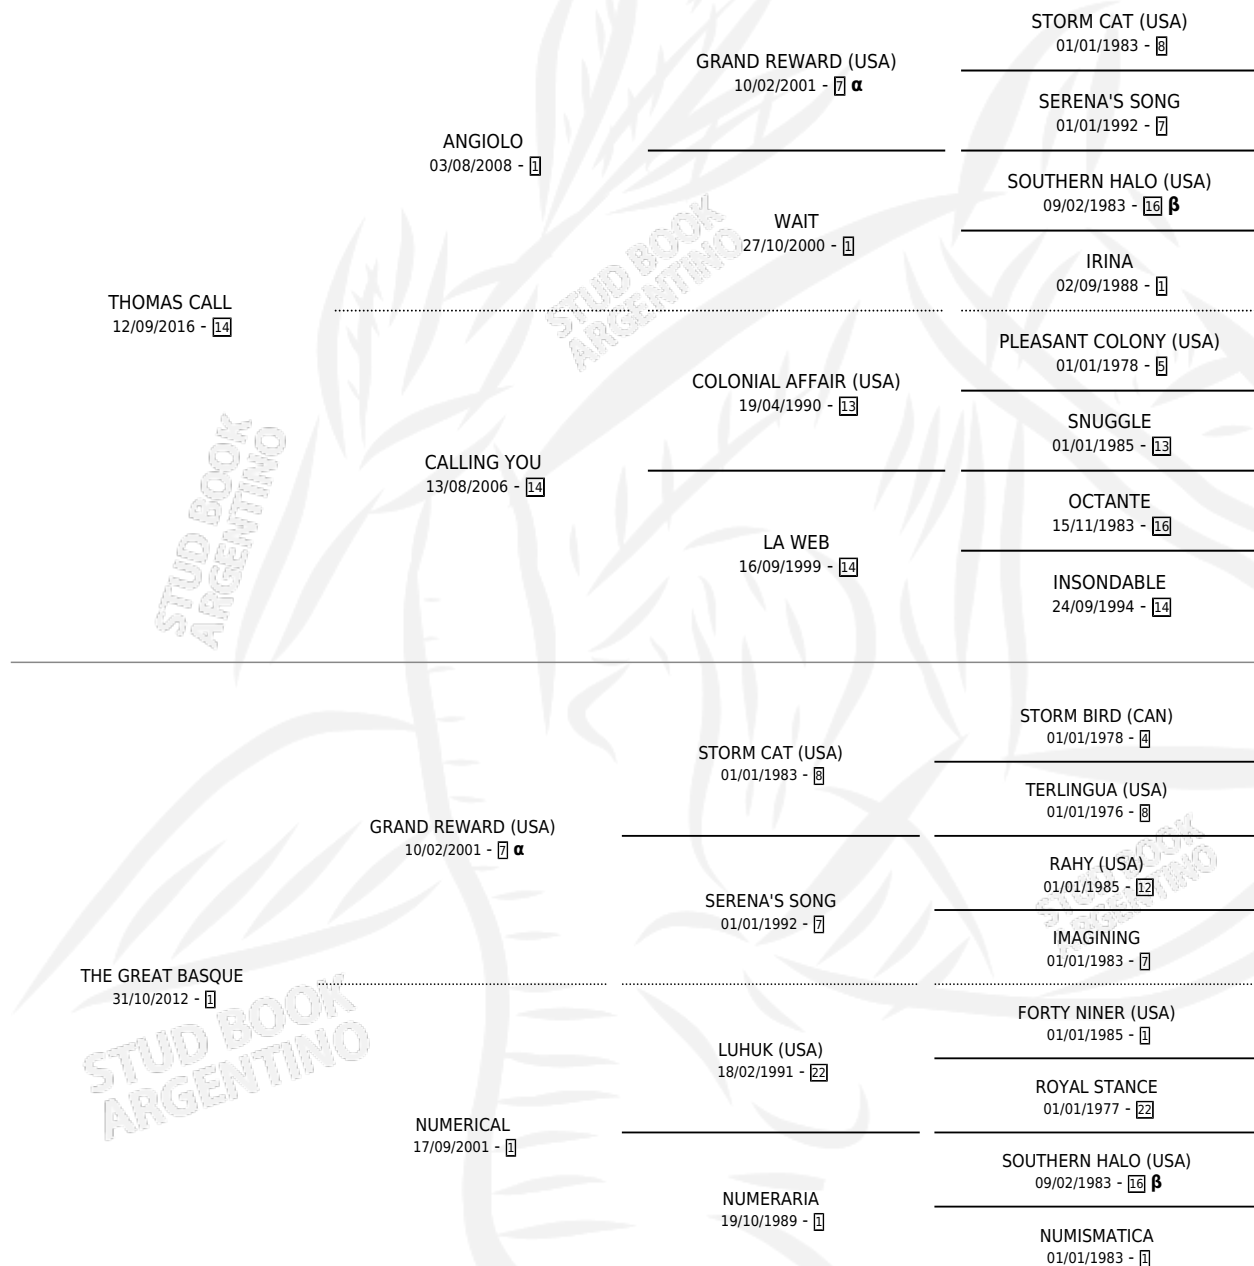 STORM CAT (USA)
01/01/1983 - 8
GRAND REWARD (USA)
10/02/2001 - 7 α
SERENA'S SONG
01/01/1992 - 7
ANGIOLO
03/08/2008 - 1
SOUTHERN HALO (USA)
09/02/1983 - 16 β
WAIT
27/10/2000 - 1
IRINA
02/09/1988 - 1
THOMAS CALL
12/09/2016 - 14
PLEASANT COLONY (USA)
01/01/1978 - 5
COLONIAL AFFAIR (USA)
19/04/1990 - 13
SNUGGLE
01/01/1985 - 13
CALLING YOU
13/08/2006 - 14
OCTANTE
15/11/1983 - 16
LA WEB
16/09/1999 - 14
INSONDABLE
24/09/1994 - 14
STUD BOOK
ARGENTINO
STUD BOOK
ARGENTINO
STORM BIRD (CAN)
01/01/1978 - 4
STORM CAT (USA)
01/01/1983 - 8
TERLINGUA (USA)
01/01/1976 - 8
GRAND REWARD (USA)
10/02/2001 - 7 α
RAHY (USA)
01/01/1985 - 12
SERENA'S SONG
01/01/1992 - 7
IMAGINING
01/01/1983 - 7
THE GREAT BASQUE
31/10/2012 - 1
FORTY NINER (USA)
01/01/1985 - 1
LUHUK (USA)
18/02/1991 - 22
ROYAL STANCE
01/01/1977 - 22
NUMERICAL
17/09/2001 - 1
SOUTHERN HALO (USA)
09/02/1983 - 16 β
NUMERARIA
19/10/1989 - 1
NUMISMATICA
01/01/1983 - 1
STUD BOOK
ARGENTINO
STUD BOOK
ARGENTINO